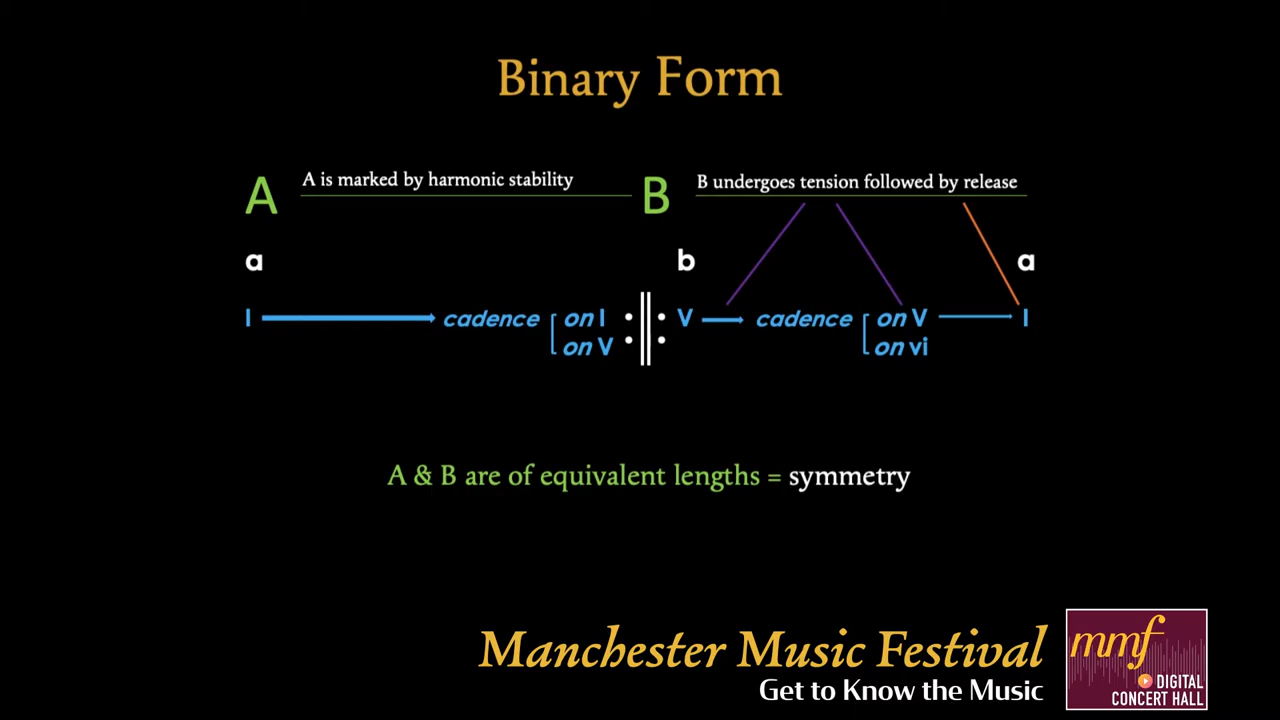 Binary Form
A A is marked by harmonic stability B B undergoes tension followed by release
a b a
I cadence on I V cadence on V I
on V on vi
A & B are of equivalent lengths = symmetry
Manchester Music Festival
Get to Know the Music
mmf
DIGITAL
CONCERT HALL